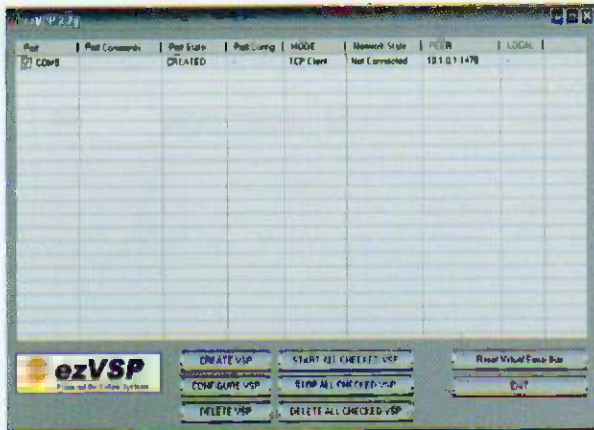 Port Port Comments Port State Port Config MODE Network State PEER LOCAL
COM8 CREATED - TCP Client Not Connected -
ezVSP
CREATE VSP START ALL CHECKED VSP Reset Virtual Serial Bus
CONFIGURE VSP STOP ALL CHECKED VSP EXIT
DELETE VSP DELETE ALL CHECKED VSP